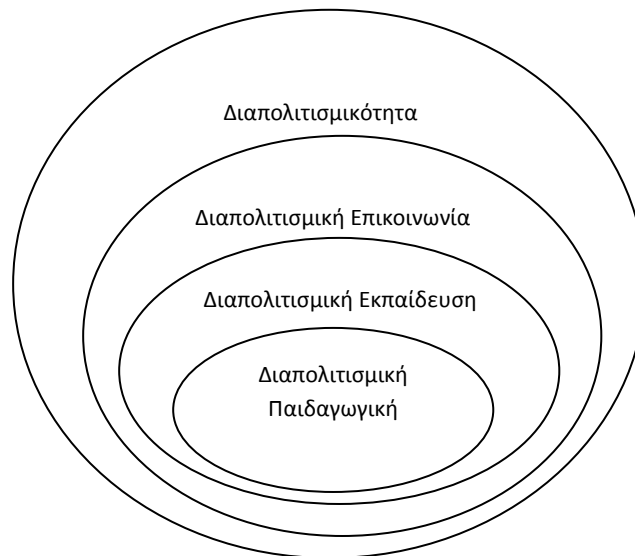 Διαπολιτισμικότητα
Διαπολιτισμική Επικοινωνία
Διαπολιτισμική Εκπαίδευση
Διαπολιτισμική
Παιδαγωγική